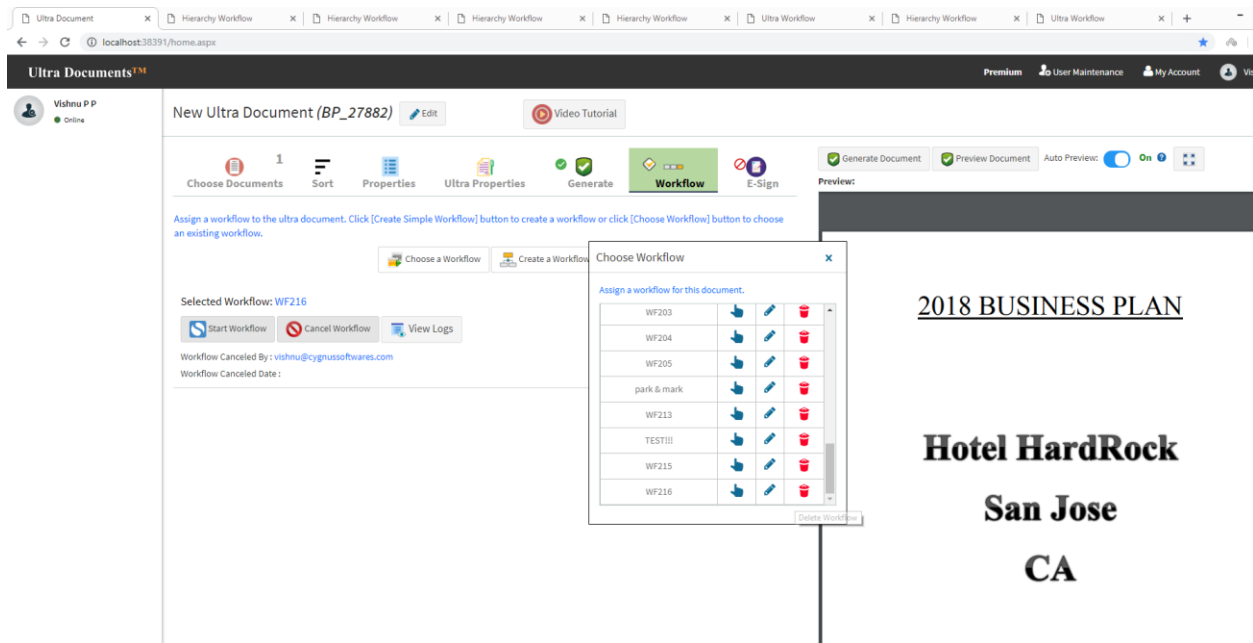 Ultra Document
Hierarchy Workflow
Hierarchy Workflow
Hierarchy Workflow
Hierarchy Workflow
Ultra Workflow
Hierarchy Workflow
Ultra Workflow
localhost:38391/home.aspx
Ultra Documents™
Premium
User Maintenance
My Account
Vis
Vishnu P P
Online
New Ultra Document (BP_27882)
Edit
Video Tutorial
1
Choose Documents
Sort
Properties
Ultra Properties
Generate
Workflow
E-Sign
Generate Document
Preview Document
Auto Preview:
On
Preview:
Assign a workflow to the ultra document. Click [Create Simple Workflow] button to create a workflow or click [Choose Workflow] button to choose
an existing workflow.
Choose a Workflow
Create a Workflow
Selected Workflow: WF216
Start Workflow
Cancel Workflow
View Logs
Workflow Canceled By : vishnu@cygnussoftwares.com
Workflow Canceled Date :
Choose Workflow
Assign a workflow for this document.
WF203
WF204
WF205
park & mark
WF213
TEST!!!
WF215
WF216
Delete Workflow
2018 BUSINESS PLAN
Hotel HardRock
San Jose
CA